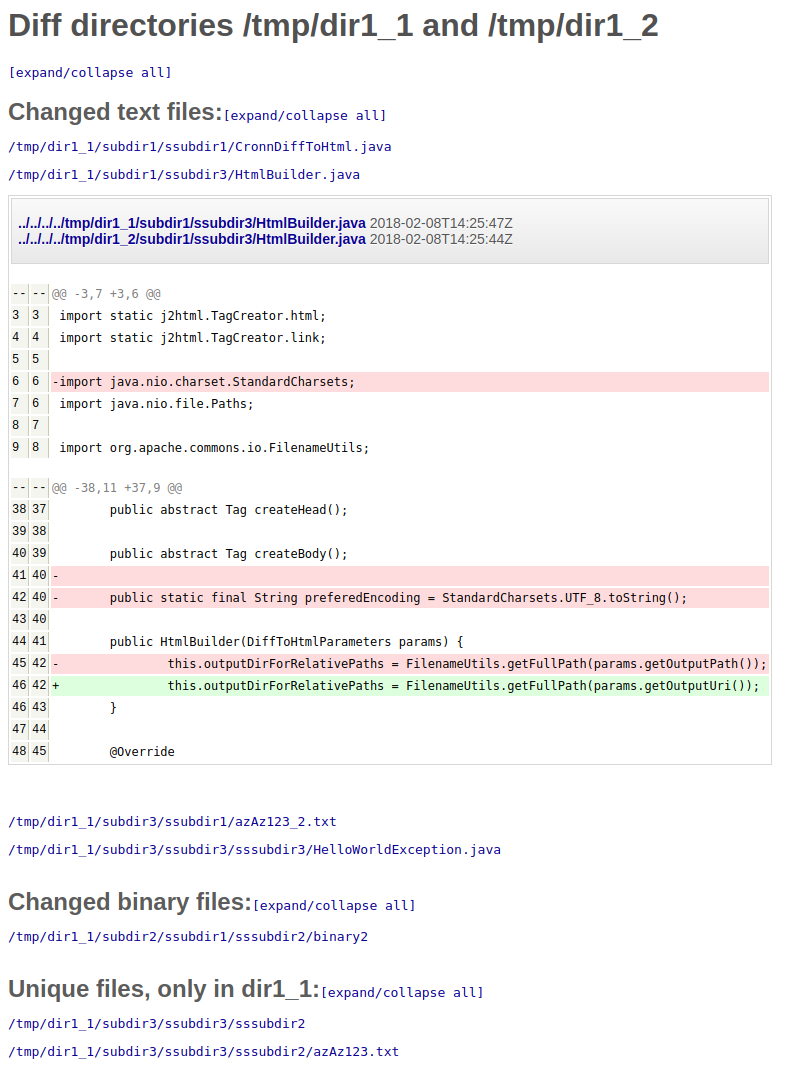 Diff directories /tmp/dir1_1 and /tmp/dir1_2
[expand/collapse all]
Changed text files:[expand/collapse all]
/tmp/dir1_1/subdir1/ssubdir1/CronnDiffToHtml.java
/tmp/dir1_1/subdir1/ssubdir3/HtmlBuilder.java
../../../../tmp/dir1_1/subdir1/ssubdir3/HtmlBuilder.java 2018-02-08T14:25:47Z
../../../../tmp/dir1_2/subdir1/ssubdir3/HtmlBuilder.java 2018-02-08T14:25:44Z
-- -- @@ -3,7 +3,6 @@
3 3  import static j2html.TagCreator.html;
4 4  import static j2html.TagCreator.link;
5 5
6 6 -import java.nio.charset.StandardCharsets;
7 6  import java.nio.file.Paths;
8 7
9 8  import org.apache.commons.io.FilenameUtils;
-- -- @@ -38,11 +37,9 @@
38 37        public abstract Tag createHead();
39 38
40 39        public abstract Tag createBody();
41 40 -
42 40 -       public static final String preferedEncoding = StandardCharsets.UTF_8.toString();
43 40
44 41        public HtmlBuilder(DiffToHtmlParameters params) {
45 42 -               this.outputDirForRelativePaths = FilenameUtils.getFullPath(params.getOutputPath());
46 42 +               this.outputDirForRelativePaths = FilenameUtils.getFullPath(params.getOutputUri());
46 43        }
47 44
48 45        @Override
/tmp/dir1_1/subdir3/ssubdir1/azAz123_2.txt
/tmp/dir1_1/subdir3/ssubdir3/sssubdir3/HelloWorldException.java
Changed binary files:[expand/collapse all]
/tmp/dir1_1/subdir2/ssubdir1/sssubdir2/binary2
Unique files, only in dir1_1:[expand/collapse all]
/tmp/dir1_1/subdir3/ssubdir3/sssubdir2
/tmp/dir1_1/subdir3/ssubdir3/sssubdir2/azAz123.txt